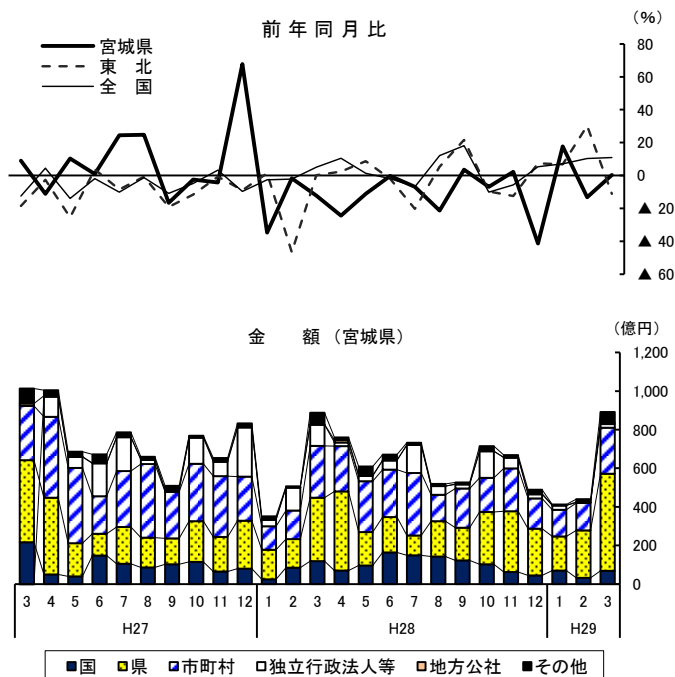 （%）
前 年 同 月 比
宮城県
東　北
全　国
80
60
40
20
0
▲ 20
▲ 40
▲ 60
金　　額（宮城県）
（億円）
1,200
1,000
800
600
400
200
0
3 4 5 6 7 8 9 10 11 12 1 2 3 4 5 6 7 8 9 10 11 12 1 2 3
H27 H28 H29
■国 県 市町村 □独立行政法人等 地方公社 ■その他